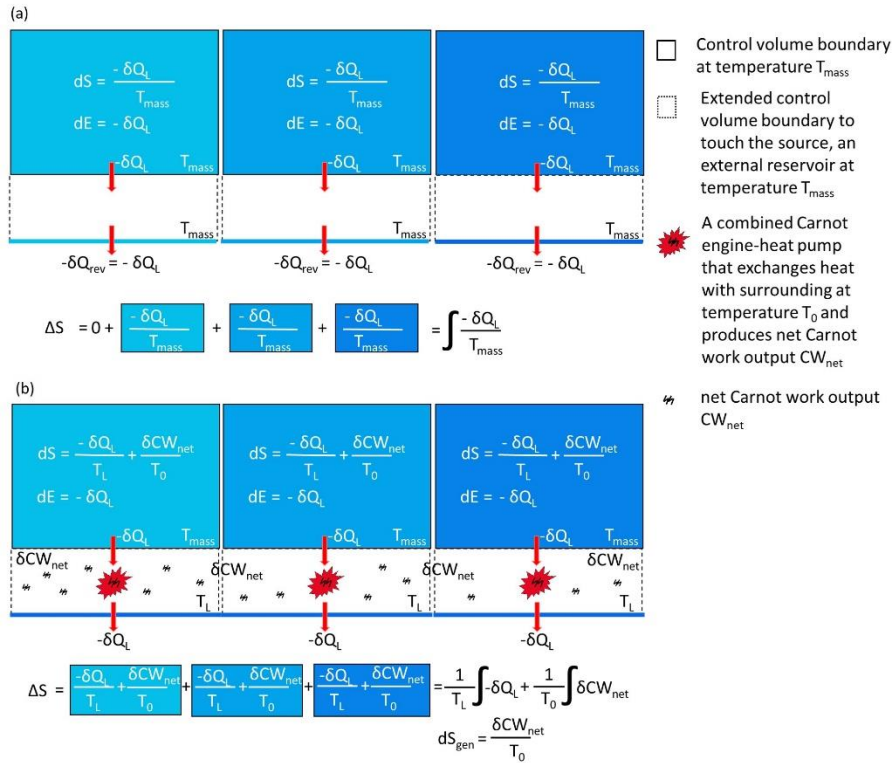 (a)
dS = - δQ_L / T_mass
dE = - δQ_L
-δQ_L T_mass
T_mass
-δQ_rev = - δQ_L
dS = - δQ_L / T_mass
dE = - δQ_L
-δQ_L T_mass
T_mass
-δQ_rev = - δQ_L
dS = - δQ_L / T_mass
dE = - δQ_L
-δQ_L T_mass
T_mass
-δQ_rev = - δQ_L
ΔS = 0 + - δQ_L / T_mass + - δQ_L / T_mass + - δQ_L / T_mass = ∫ - δQ_L / T_mass
Control volume boundary
at temperature T_mass
Extended control
volume boundary to
touch the source, an
external reservoir at
temperature T_mass
A combined Carnot
engine-heat pump
that exchanges heat
with surrounding at
temperature T_0 and
produces net Carnot
work output CW_net
net Carnot work output
CW_net
(b)
dS = - δQ_L / T_L + δCW_net / T_0
dE = - δQ_L
-δQ_L T_mass
δCW_net
T_L
-δQ_L
dS = - δQ_L / T_L + δCW_net / T_0
dE = - δQ_L
-δQ_L T_mass
δCW_net
T_L
-δQ_L
dS = - δQ_L / T_L + δCW_net / T_0
dE = - δQ_L
-δQ_L T_mass
δCW_net δCW_net
T_L
-δQ_L
ΔS = -δQ_L / T_L + δCW_net / T_0 + -δQ_L / T_L + δCW_net / T_0 + -δQ_L / T_L + δCW_net / T_0 = 1 / T_L ∫ -δQ_L + 1 / T_0 ∫ δCW_net
dS_gen = δCW_net / T_0